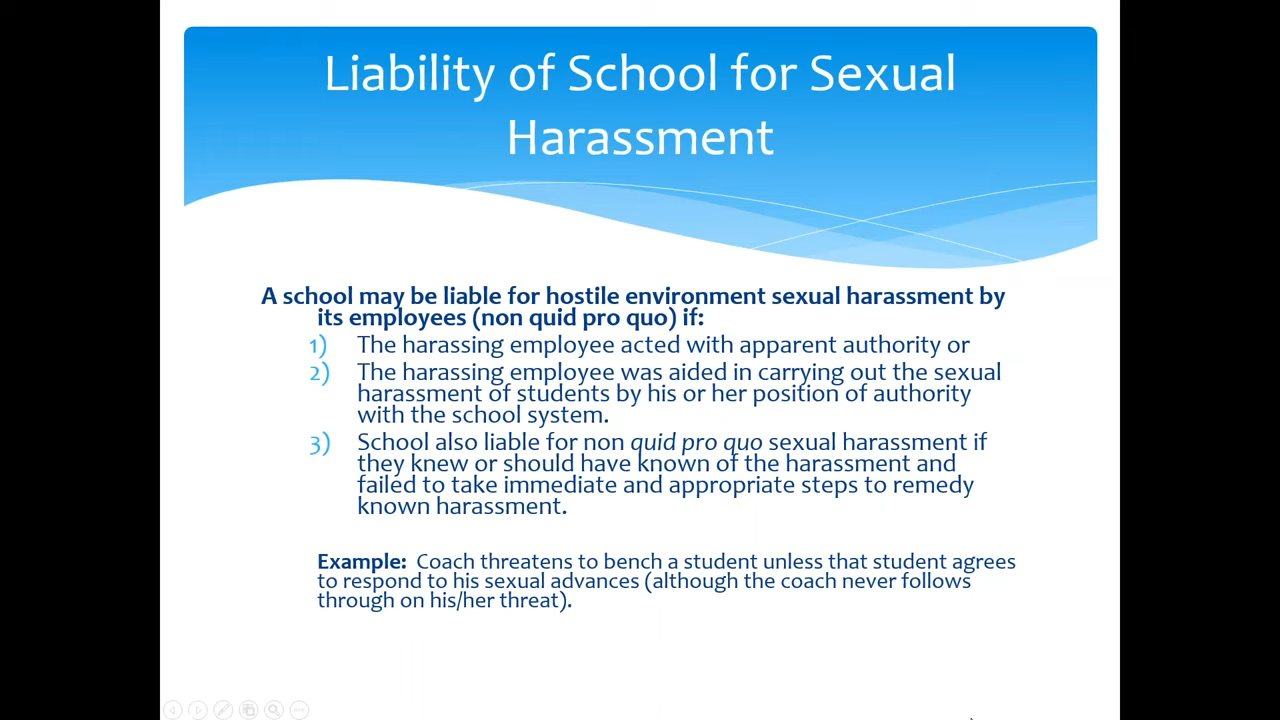 Liability of School for Sexual
Harassment
A school may be liable for hostile environment sexual harassment by
its employees (non quid pro quo) if:
1) The harassing employee acted with apparent authority or
2) The harassing employee was aided in carrying out the sexual
harassment of students by his or her position of authority
with the school system.
3) School also liable for non quid pro quo sexual harassment if
they knew or should have known of the harassment and
failed to take immediate and appropriate steps to remedy
known harassment.
Example: Coach threatens to bench a student unless that student agrees
to respond to his sexual advances (although the coach never follows
through on his/her threat).